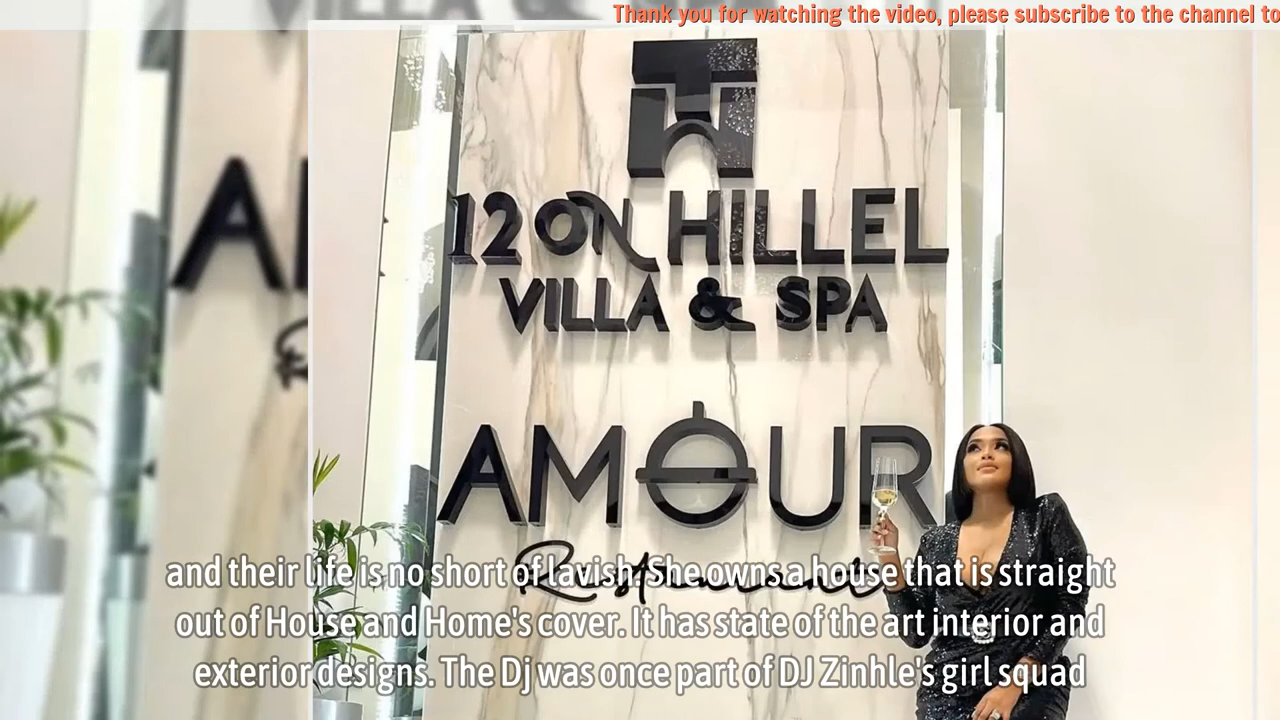 Thank you for watching the video, please subscribe to the channel to
12 ON HILLEL
VILLA & SPA
AMOUR
Restaurant
and their life is no short of lavish. She owns a house that is straight
out of House and Home's cover. It has state of the art interior and
exterior designs. The Dj was once part of DJ Zinhle's girl squad